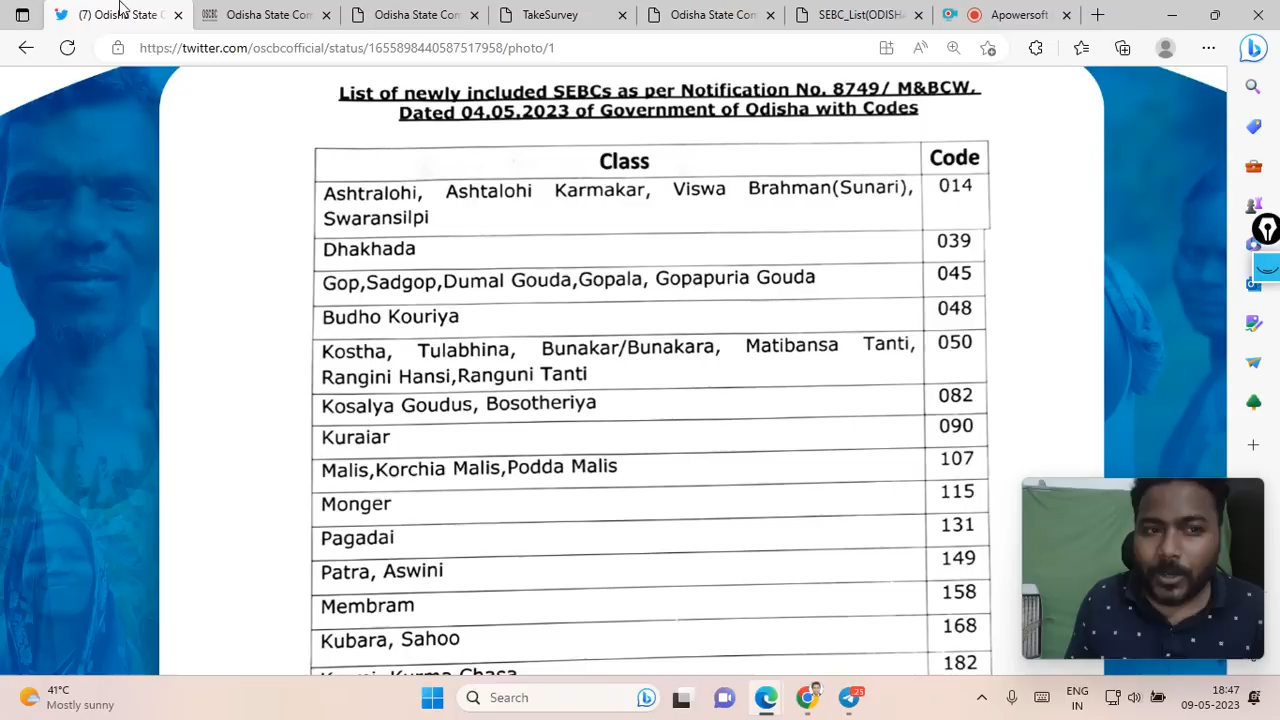 (7) Odisha State C
Odisha State Com
Odisha State Com
TakeSurvey
Odisha State Com
SEBC_List(ODISHA
Apowersoft
https://twitter.com/oscbcofficial/status/1655898440587517958/photo/1
List of newly included SEBCs as per Notification No. 8749/ M&BCW,
Dated 04.05.2023 of Government of Odisha with Codes
Class Code
Ashtralohi, Ashtalohi Karmakar, Viswa Brahman(Sunari), 014
Swaransilpi
Dhakhada 039
Gop,Sadgop,Dumal Gouda,Gopala, Gopapuria Gouda 045
Budho Kouriya 048
Kostha, Tulabhina, Bunakar/Bunakara, Matibansa Tanti, 050
Rangini Hansi,Ranguni Tanti
Kosalya Goudus, Bosotheriya 082
Kuraiar 090
Malis,Korchia Malis,Podda Malis 107
Monger 115
Pagadai 131
Patra, Aswini 149
Membram 158
Kubara, Sahoo 168
Kurma Chasa 182
41°C
Mostly sunny
Search
25
ENG
IN
18:47
09-05-2023